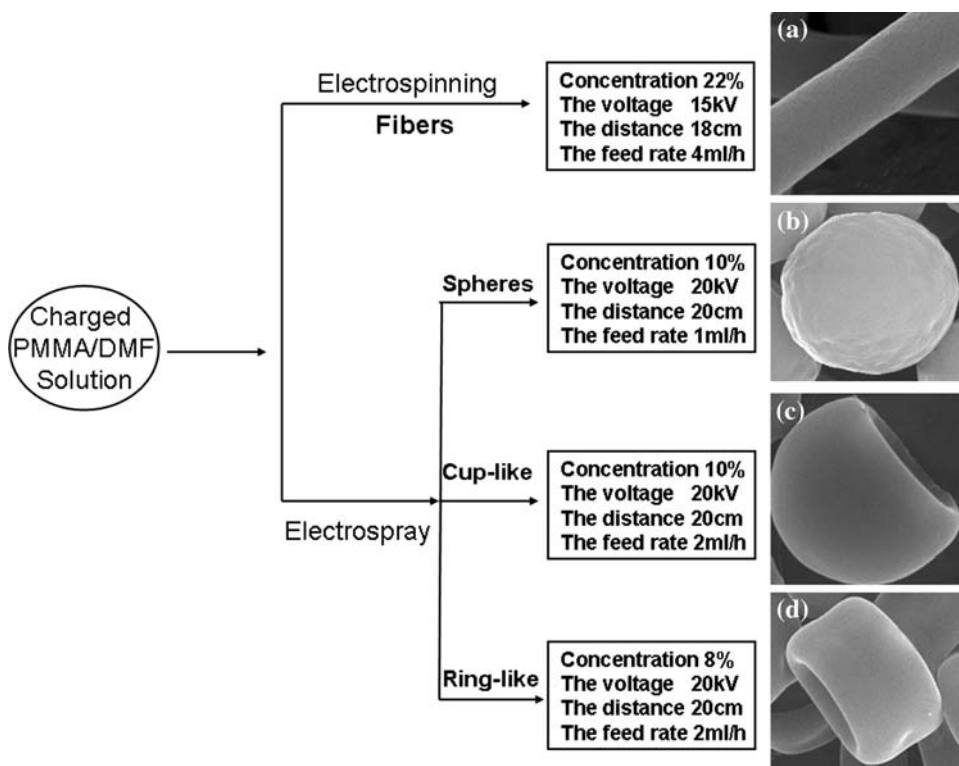 Charged
PMMA/DMF
Solution
Electrospinning
Fibers
Concentration 22%
The voltage 15kV
The distance 18cm
The feed rate 4ml/h
(a)
Electrospray
Spheres
Concentration 10%
The voltage 20kV
The distance 20cm
The feed rate 1ml/h
(b)
Cup-like
Concentration 10%
The voltage 20kV
The distance 20cm
The feed rate 2ml/h
(c)
Ring-like
Concentration 8%
The voltage 20kV
The distance 20cm
The feed rate 2ml/h
(d)